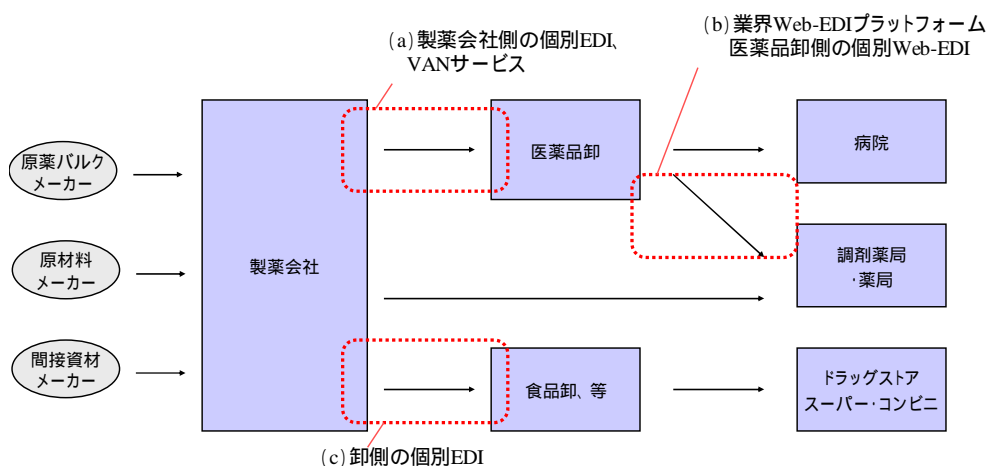 (a)製薬会社側の個別EDI、
VANサービス
(b)業界Web-EDIプラットフォーム
医薬品卸側の個別Web-EDI
原薬バルク
メーカー
原材料
メーカー
間接資材
メーカー
製薬会社
医薬品卸
食品卸、等
病院
調剤薬局
・薬局
ドラッグストア
スーパー・コンビニ
(c)卸側の個別EDI